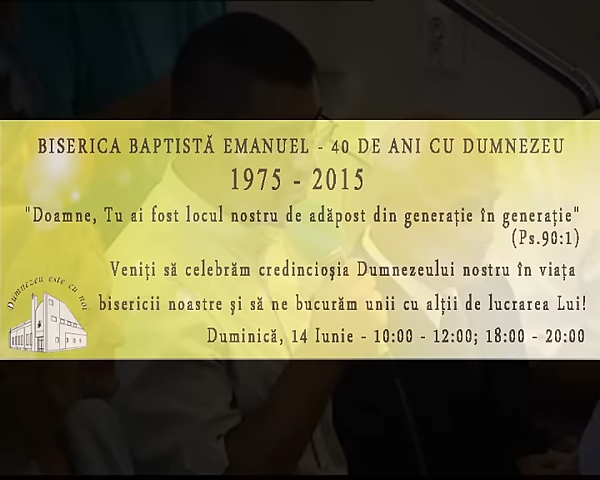 BISERICA BAPTISTĂ EMANUEL - 40 DE ANI CU DUMNEZEU
1975 - 2015
"Doamne, Tu ai fost locul nostru de adăpost din generaţie în generaţie"
(Ps.90:1)
Veniţi să celebrăm credincioşia Dumnezeului nostru în viaţa
bisericii noastre şi să ne bucurăm unii cu alţii de lucrarea Lui!
Duminică, 14 Iunie - 10:00 - 12:00; 18:00 - 20:00
Dumnezeu este cu noi